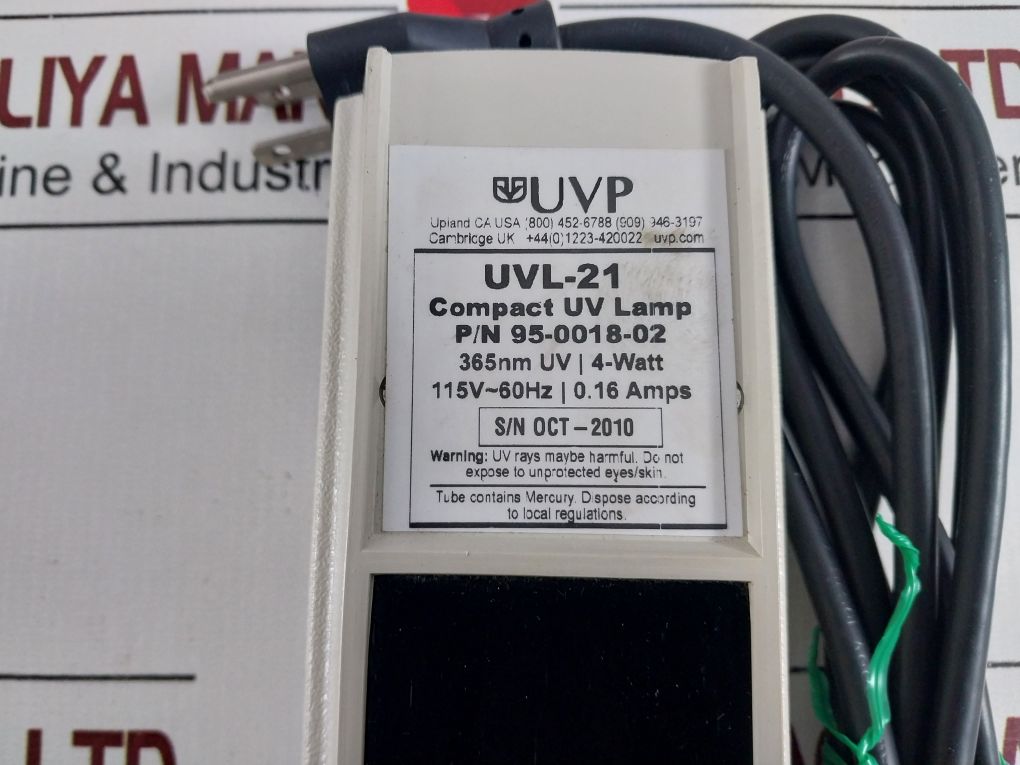 LIYA MAR
TD
ine & Industr
UVP
Upland CA USA (800) 452-6788 (909) 946-3197
Cambridge UK +44(0)1223-420022 uvp.com
UVL-21
Compact UV Lamp
P/N 95-0018-02
365nm UV | 4-Watt
115V~60Hz | 0.16 Amps
S/N OCT-2010
Warning: UV rays maybe harmful. Do not
expose to unprotected eyes/skin.
Tube contains Mercury. Dispose according
to local regulations.
LTD